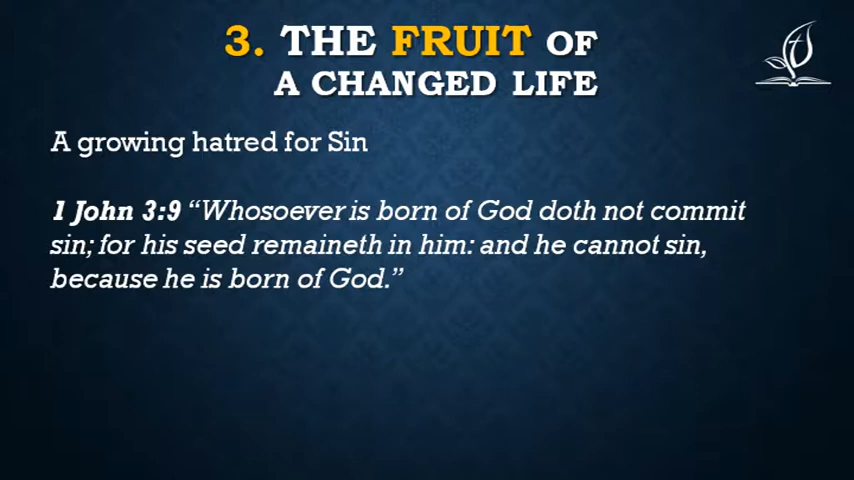 3. THE FRUIT OF
A CHANGED LIFE
A growing hatred for Sin
1 John 3:9 “Whosoever is born of God doth not commit
sin; for his seed remaineth in him: and he cannot sin,
because he is born of God.”